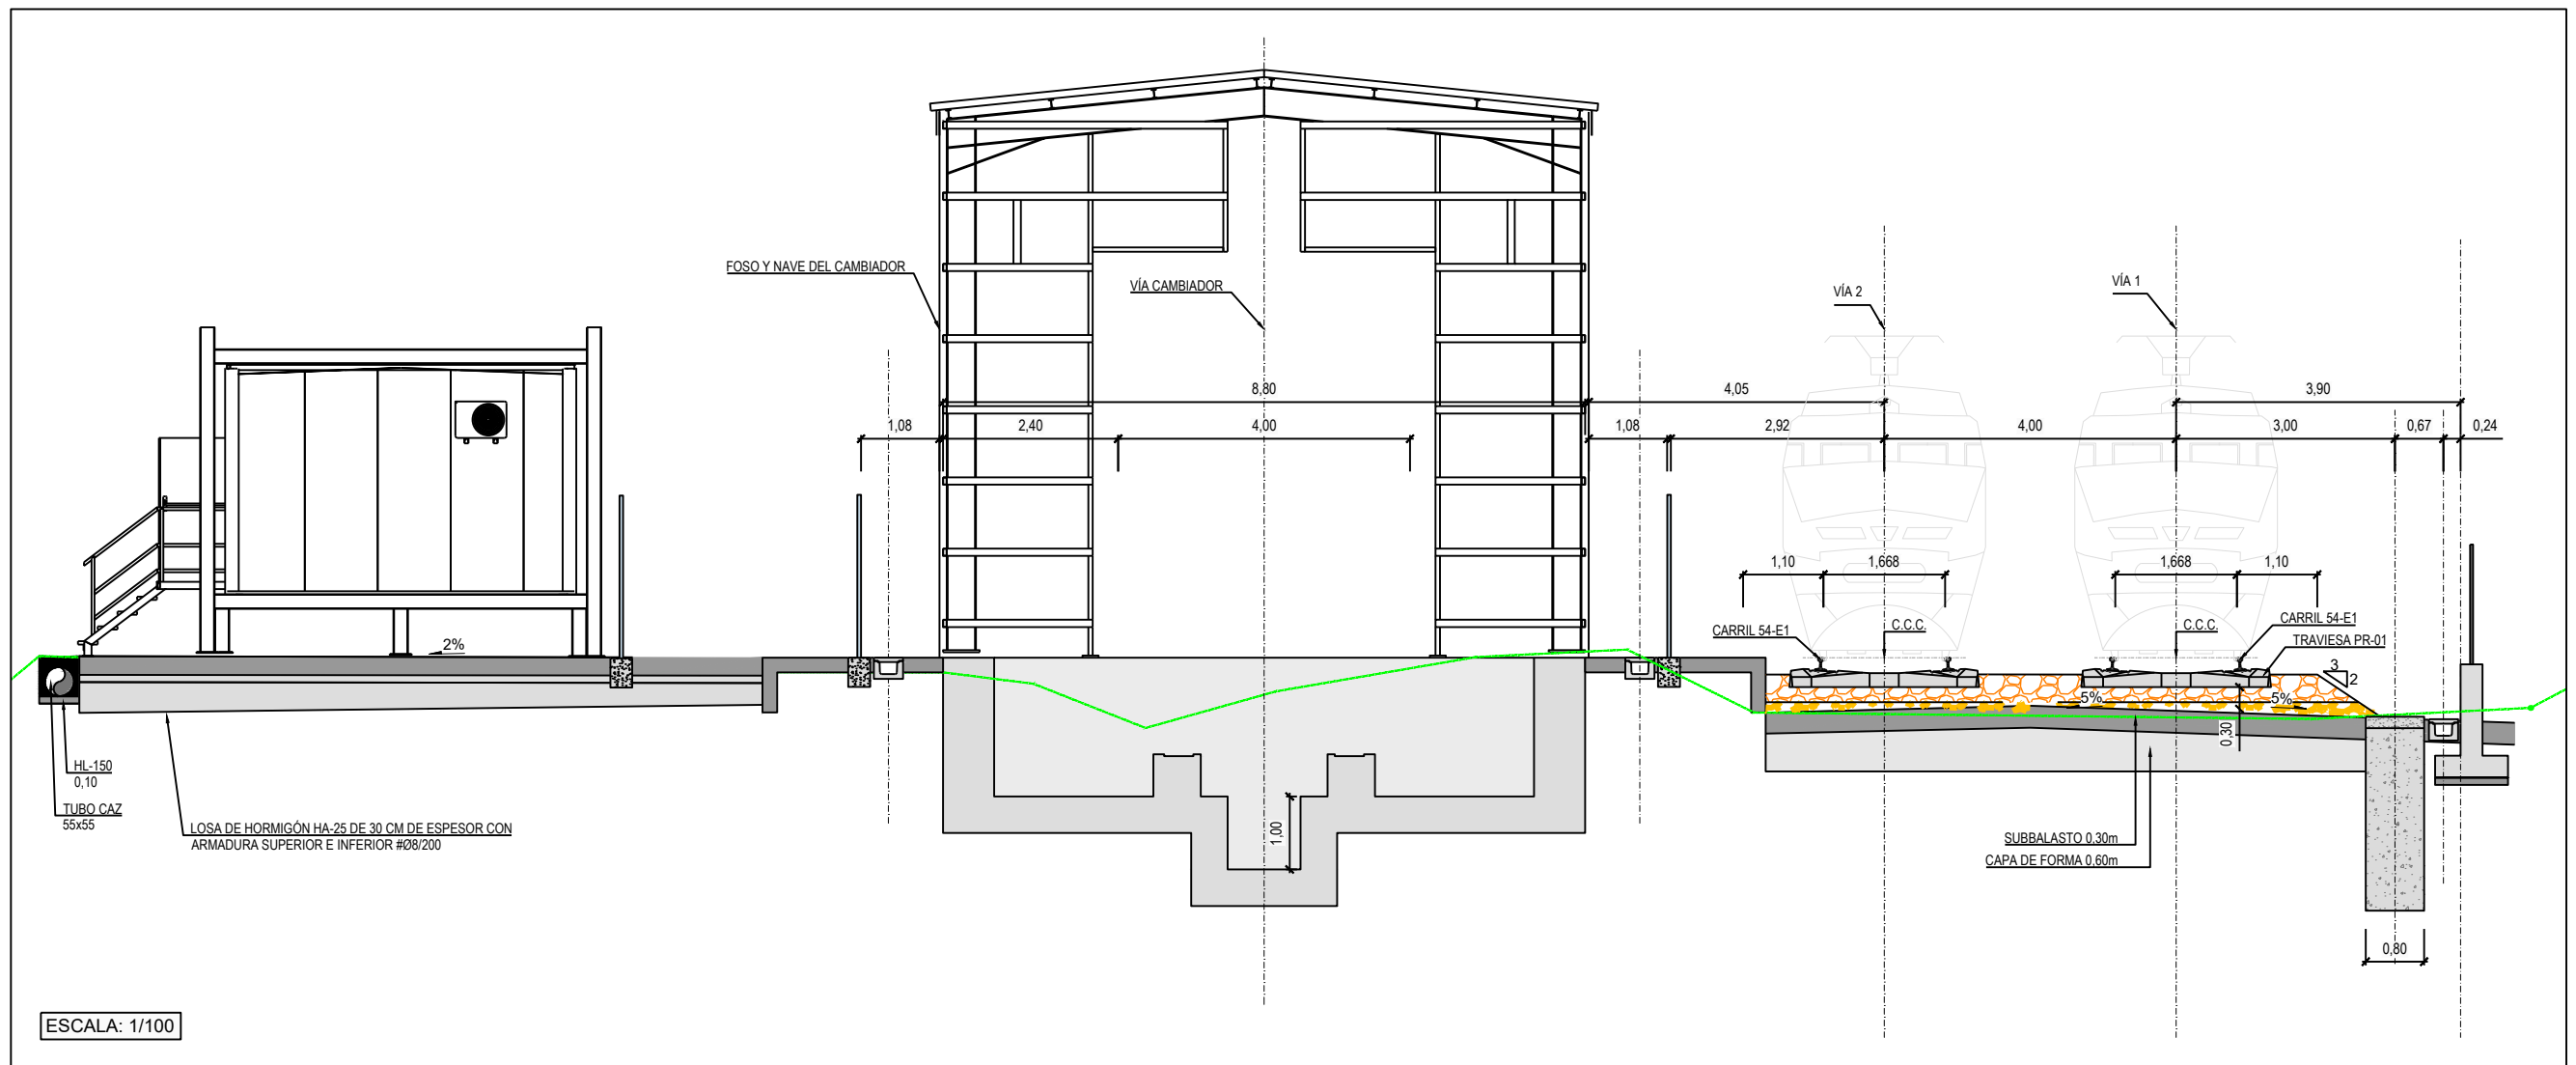 FOSO Y NAVE DEL CAMBIADOR
VÍA CAMBIADOR
VÍA 2
VÍA 1
8,80
4,05
3,90
1,08
2,40
4,00
1,08
2,92
4,00
3,00
0,67
0,24
1,10
1,668
1,668
1,10
CARRIL 54-E1
C.C.C.
C.C.C.
CARRIL 54-E1
TRAVIESA PR-01
2%
3
2
5%
5%
0,30
HL-150
0,10
TUBO CAZ
55x55
LOSA DE HORMIGÓN HA-25 DE 30 CM DE ESPESOR CON
ARMADURA SUPERIOR E INFERIOR #Ø8/200
1,00
SUBBALASTO 0,30m
CAPA DE FORMA 0,60m
0,80
ESCALA: 1/100